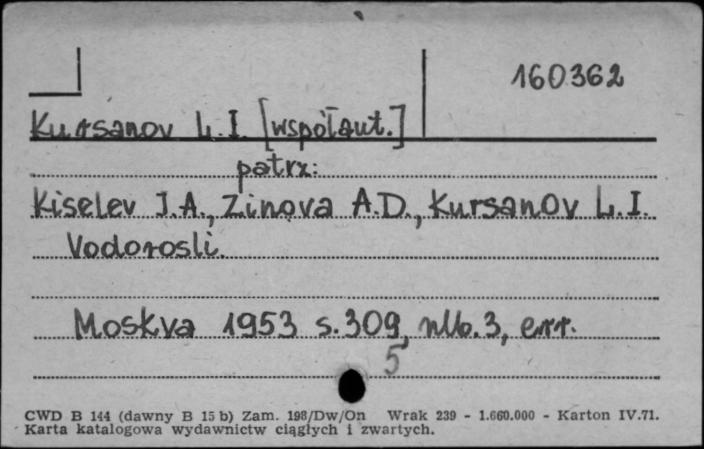 160362
Kursanov L.I. [współaut.]
patrz:
Kiselev I.A., Zinova A.D., Kursanov L.I.
Vodorosli.
Moskva 1953 s.309, nlb.3, err.
5
CWD B 144 (dawny B 15 b) Zam. 198/Dw/On Wrak 239 - 1.660.000 - Karton IV.71.
Karta katalogowa wydawnictw ciągłych i zwartych.